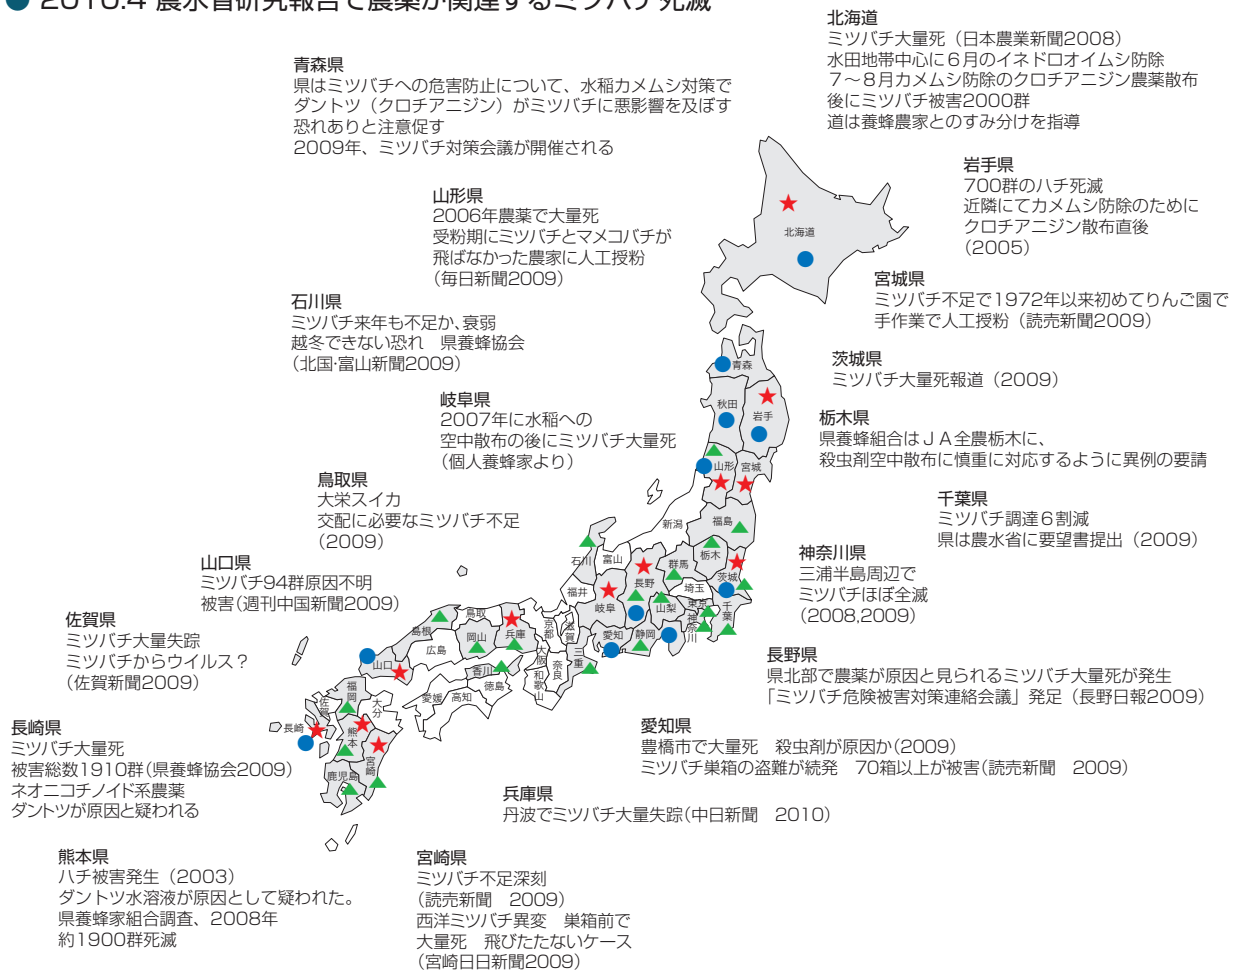 ● 2010.4 農水省研究報告で農薬が関連するミツバチ死滅
北海道
ミツバチ大量死（日本農業新聞2008）
水田地帯中心に６月のイネドロオイムシ防除
７～８月カメムシ防除のクロチアニジン農薬散布
後にミツバチ被害2000群
道は養蜂農家とのすみ分けを指導
青森県
県はミツバチへの危害防止について、水稲カメムシ対策で
ダントツ（クロチアニジン）がミツバチに悪影響を及ぼす
恐れありと注意促す
2009年、ミツバチ対策会議が開催される
岩手県
700群のハチ死滅
近隣にてカメムシ防除のために
クロチアニジン散布直後
（2005）
山形県
2006年農薬で大量死
受粉期にミツバチとマメコバチが
飛ばなかった農家に人工授粉
（毎日新聞2009）
宮城県
ミツバチ不足で1972年以来初めてりんご園で
手作業で人工授粉（読売新聞2009）
石川県
ミツバチ来年も不足か、衰弱
越冬できない恐れ　県養蜂協会
（北国･富山新聞2009）
茨城県
ミツバチ大量死報道（2009）
岐阜県
2007年に水稲への
空中散布の後にミツバチ大量死
（個人養蜂家より）
栃木県
県養蜂組合はＪＡ全農栃木に、
殺虫剤空中散布に慎重に対応するように異例の要請
鳥取県
大栄スイカ
交配に必要なミツバチ不足
（2009）
千葉県
ミツバチ調達６割減
県は農水省に要望書提出（2009）
山口県
ミツバチ94群原因不明
被害（週刊中国新聞2009）
神奈川県
三浦半島周辺で
ミツバチほぼ全滅
（2008,2009）
佐賀県
ミツバチ大量失踪
ミツバチからウイルス？
（佐賀新聞2009）
長野県
県北部で農薬が原因と見られるミツバチ大量死が発生
「ミツバチ危険被害対策連絡会議」発足（長野日報2009）
長崎県
ミツバチ大量死
被害総数1910群（県養蜂協会2009）
ネオニコチノイド系農薬
ダントツが原因と疑われる
愛知県
豊橋市で大量死　殺虫剤が原因か（2009）
ミツバチ巣箱の盗難が続発　70箱以上が被害（読売新聞　2009）
兵庫県
丹波でミツバチ大量失踪（中日新聞　2010）
熊本県
ハチ被害発生（2003）
ダントツ水溶液が原因として疑われた。
県養蜂家組合調査、2008年
約1900群死滅
宮崎県
ミツバチ不足深刻
（読売新聞　2009）
西洋ミツバチ異変　巣箱前で
大量死　飛びたたないケース
（宮崎日日新聞2009）
北海道
青森
秋田
岩手
山形
宮城
新潟
福島
石川
富山
栃木
群馬
長野
茨城
埼玉
福井
岐阜
山梨
東京
千葉
神奈川
愛知
静岡
鳥取
島根
岡山
兵庫
京都
滋賀
広島
山口
大阪
奈良
三重
和歌山
香川
徳島
愛媛
高知
福岡
佐賀
大分
長崎
熊本
宮崎
鹿児島